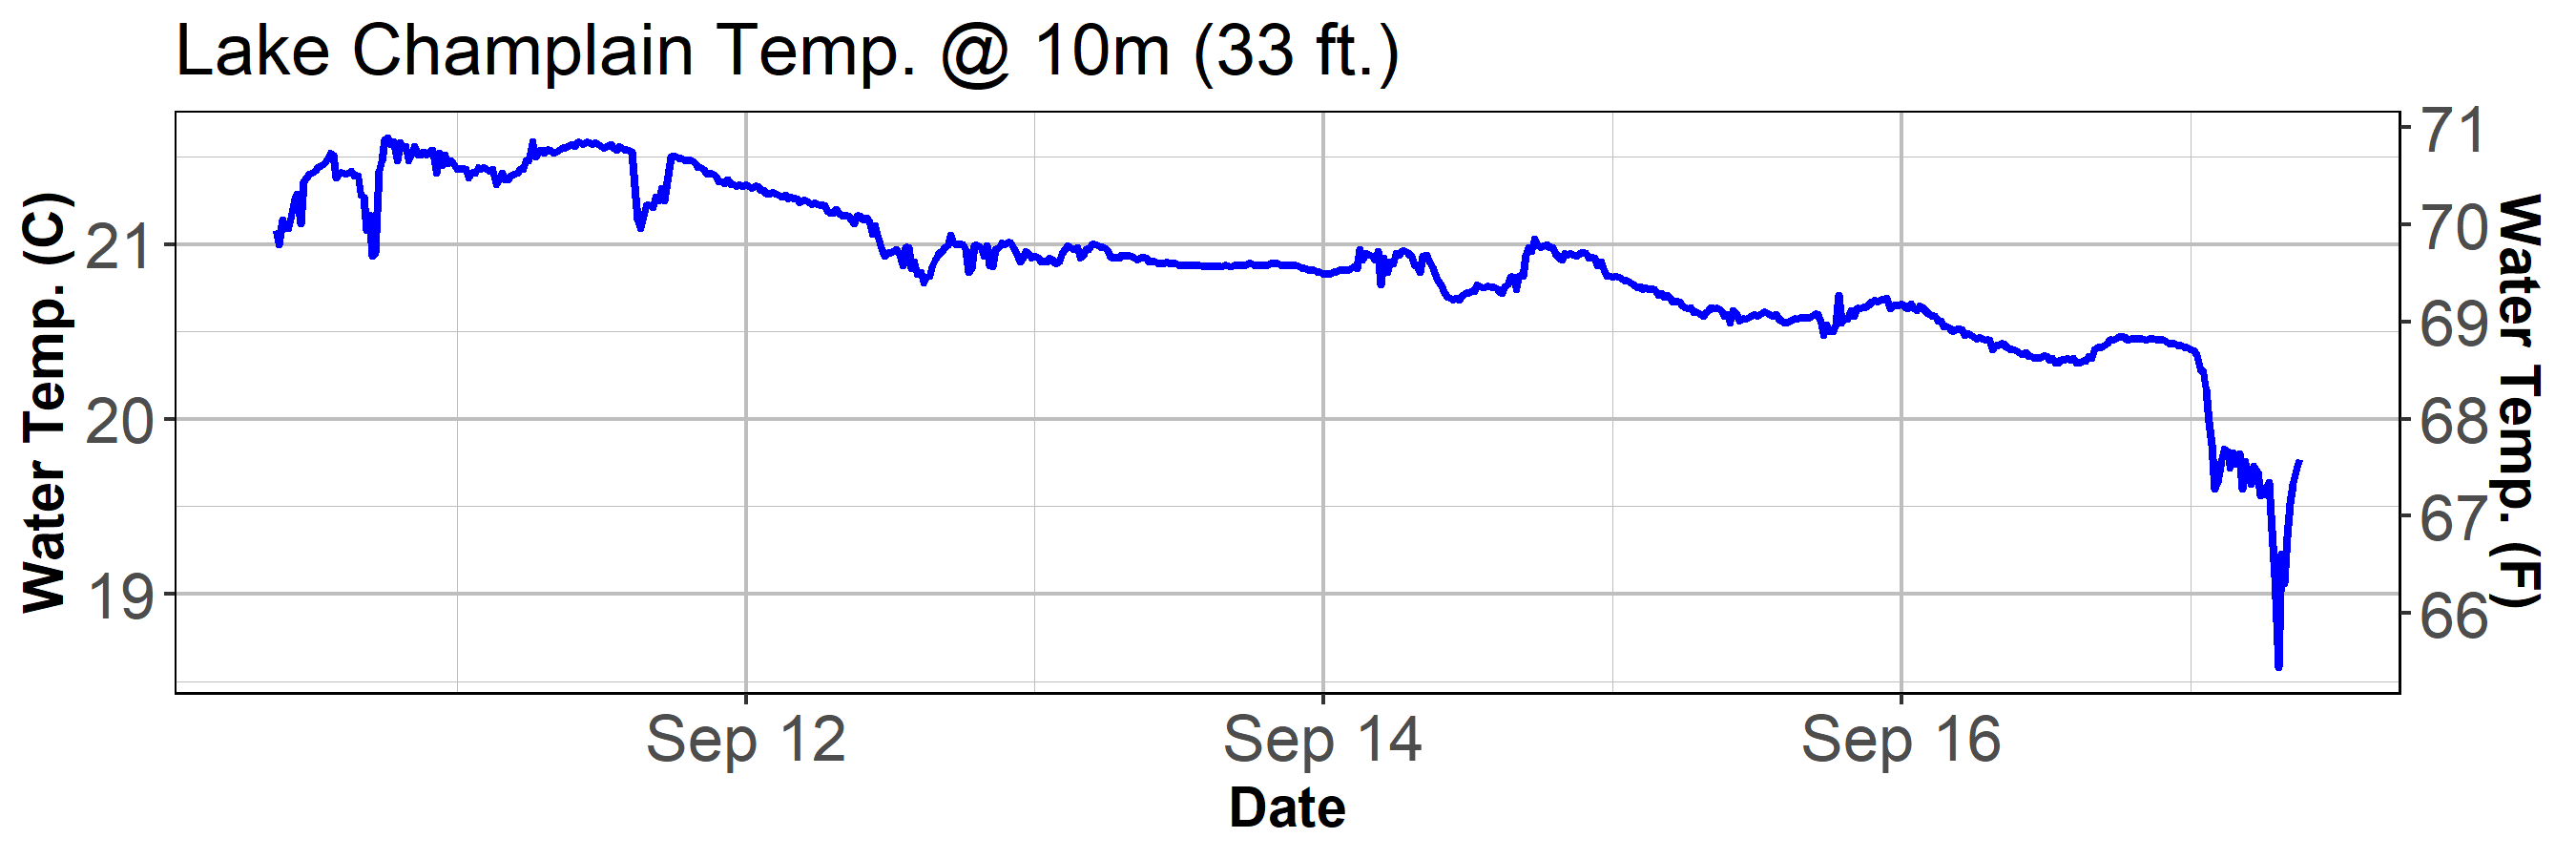 Lake Champlain Temp. @ 10m (33 ft.)
Water Temp. (C)
21
20
19
71
70
69
68
67
66
Water Temp. (F)
Sep 12
Sep 14
Sep 16
Date